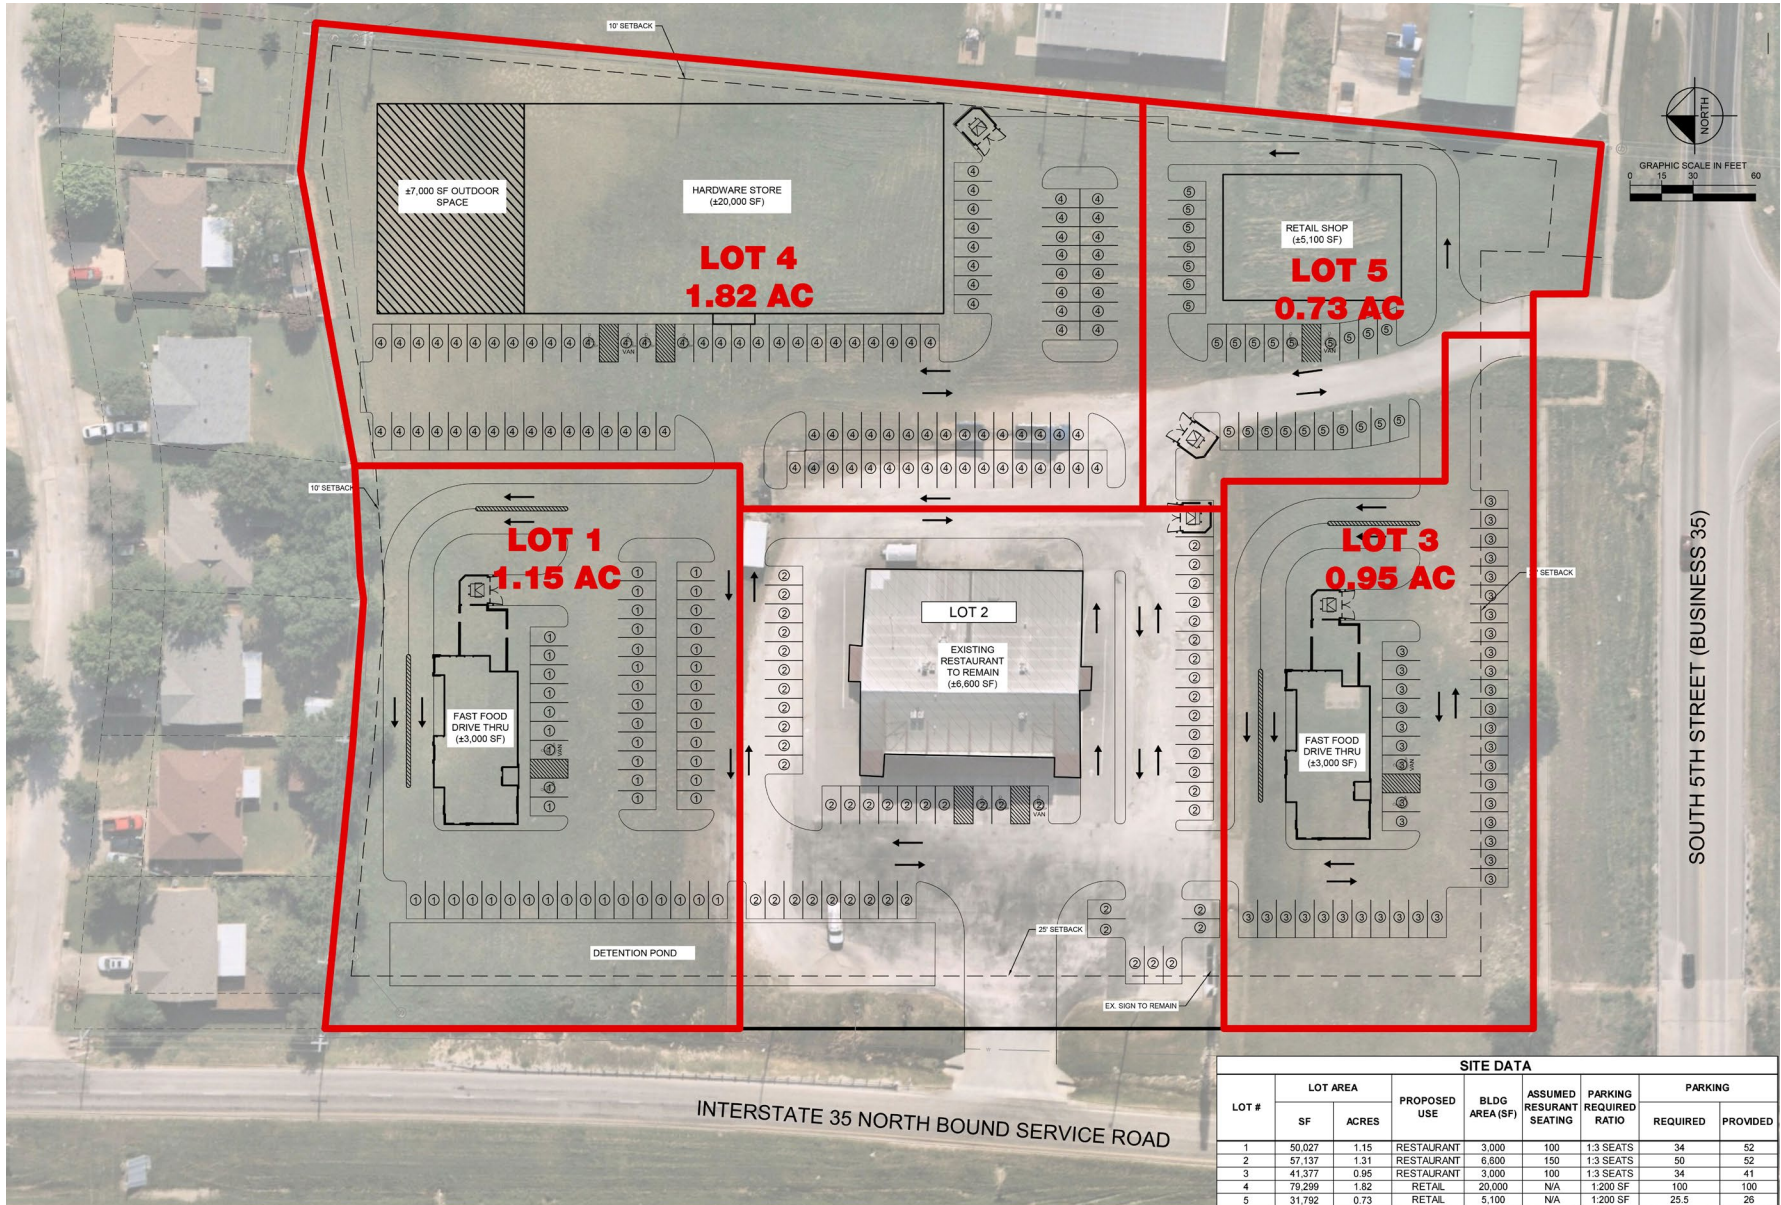 10' SETBACK
NORTH
GRAPHIC SCALE IN FEET
0 15 30 60
±7,000 SF OUTDOOR
SPACE
HARDWARE STORE
(±20,000 SF)
LOT 4
1.82 AC
RETAIL SHOP
(±5,100 SF)
LOT 5
0.73 AC
VAN
VAN
10' SETBACK
LOT 1
1.15 AC
LOT 3
0.95 AC
SETBACK
LOT 2
EXISTING
RESTAURANT
TO REMAIN
(±6,600 SF)
FAST FOOD
DRIVE THRU
(±3,000 SF)
VAN
FAST FOOD
DRIVE THRU
(±3,000 SF)
VAN
VAN
SOUTH 5TH STREET (BUSINESS 35)
25' SETBACK
DETENTION POND
EX. SIGN TO REMAIN
INTERSTATE 35 NORTH BOUND SERVICE ROAD
SITE DATA
LOT # LOT AREA PROPOSED USE BLDG AREA (SF) ASSUMED RESURANT SEATING PARKING REQUIRED RATIO PARKING
SF ACRES REQUIRED PROVIDED
1 50,027 1.15 RESTAURANT 3,000 100 1:3 SEATS 34 52
2 57,137 1.31 RESTAURANT 6,600 150 1:3 SEATS 50 52
3 41,377 0.95 RESTAURANT 3,000 100 1:3 SEATS 34 41
4 79,299 1.82 RETAIL 20,000 N/A 1:200 SF 100 100
5 31,792 0.73 RETAIL 5,100 N/A 1:200 SF 25.5 26